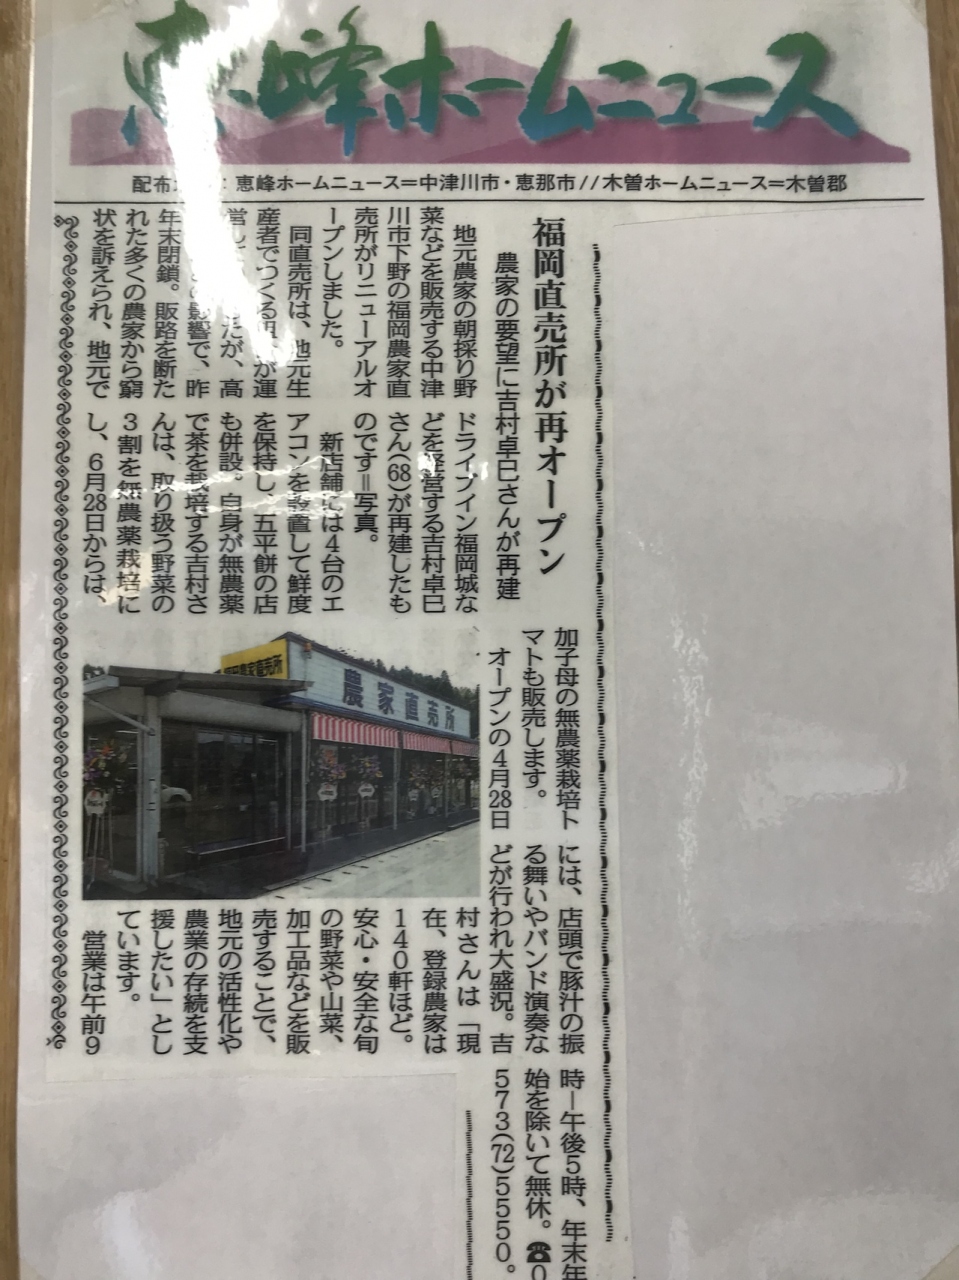 恵峰ホームニュース
配布 : 恵峰ホームニュース＝中津川市・恵那市//木曽ホームニュース＝木曽郡
福岡直売所が再オープン
農家の要望に吉村卓巳さんが再建
地元農家の朝採り野
菜などを販売する中津
川市下野の福岡農家直
売所がリニューアルオ
ープンしました。
同直売所は、地元生
産者でつくる組 が運
営し たが、高
影響で、昨
年末閉鎖。販路を断た
れた多くの農家から窮
状を訴えられ、地元で
ドライブイン福岡城な
どを経営する吉村卓巳
さん(68)が再建したも
のです＝写真。
新店舗には４台のエ
アコンを設置して鮮度
を保持し、五平餅の店
も併設。自身が無農薬
で茶を栽培する吉村さ
んは、取り扱う野菜の
３割を無農薬栽培に
し、６月28日からは、
加子母の無農薬栽培ト
マトも販売します。
オープンの４月28日
には、店頭で豚汁の振
る舞いやバンド演奏な
どが行われ大盛況。吉
村さんは「現
在、登録農家は
１４０軒ほど。
安心・安全な旬
の野菜や山菜、
加工品などを販
売することで、
地元の活性化や
農業の存続を支
援したい」とし
ています。
営業は午前９
時―午後５時、年末年
始を除いて無休。☎０
５７３(72)５５５０。
農家直売所
農家直売所